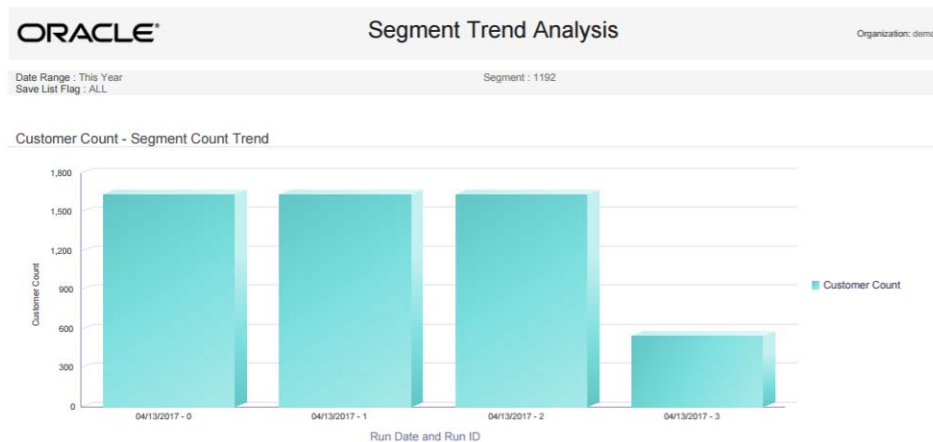 ORACLE®
Segment Trend Analysis
Organization: demo
Date Range : This Year
Segment : 1192
Save List Flag : ALL
Customer Count - Segment Count Trend
1,800
1,500
1,200
900
600
300
0
Customer Count
04/13/2017 - 0
04/13/2017 - 1
04/13/2017 - 2
04/13/2017 - 3
Run Date and Run ID
Customer Count